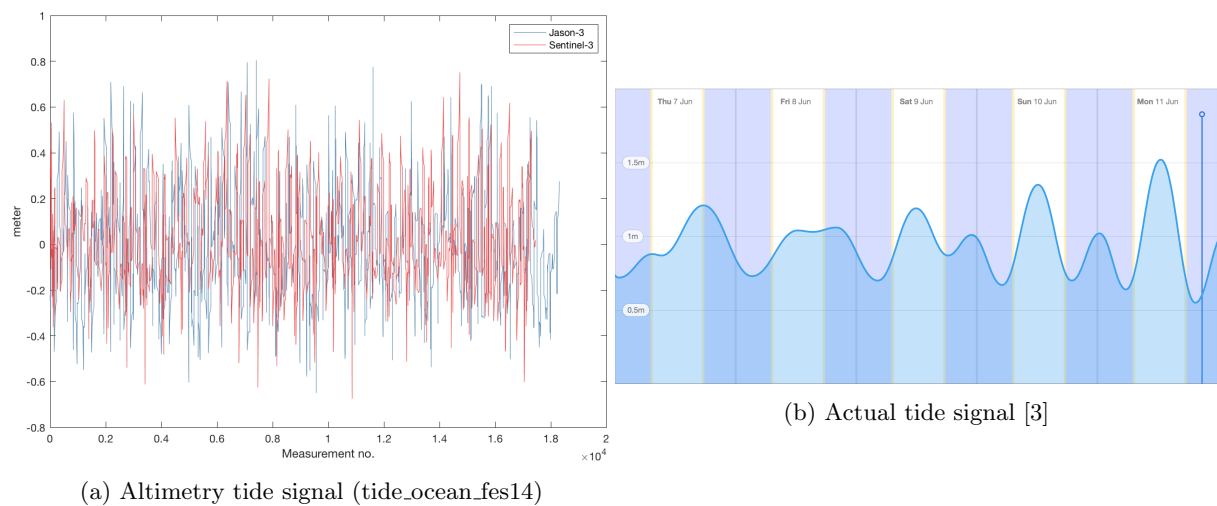 1
0.8
0.6
0.4
0.2
0
-0.2
-0.4
-0.6
-0.8
meter
0 0.2 0.4 0.6 0.8 1 1.2 1.4 1.6 1.8 2
Measurement no.
×10⁴
Jason-3
Sentinel-3
(a) Altimetry tide signal (tide_ocean_fes14)
Thu 7 Jun Fri 8 Jun Sat 9 Jun Sun 10 Jun Mon 11 Jun
1.5m
1m
0.5m
(b) Actual tide signal [3]